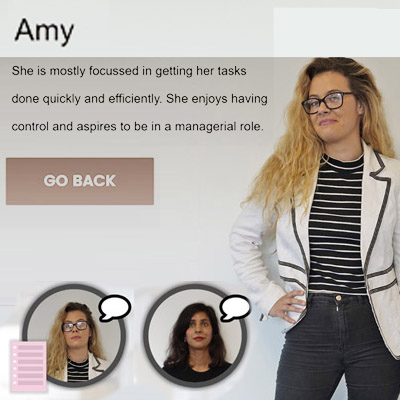 Amy
She is mostly focussed in getting her tasks
done quickly and efficiently. She enjoys having
control and aspires to be in a managerial role.
GO BACK